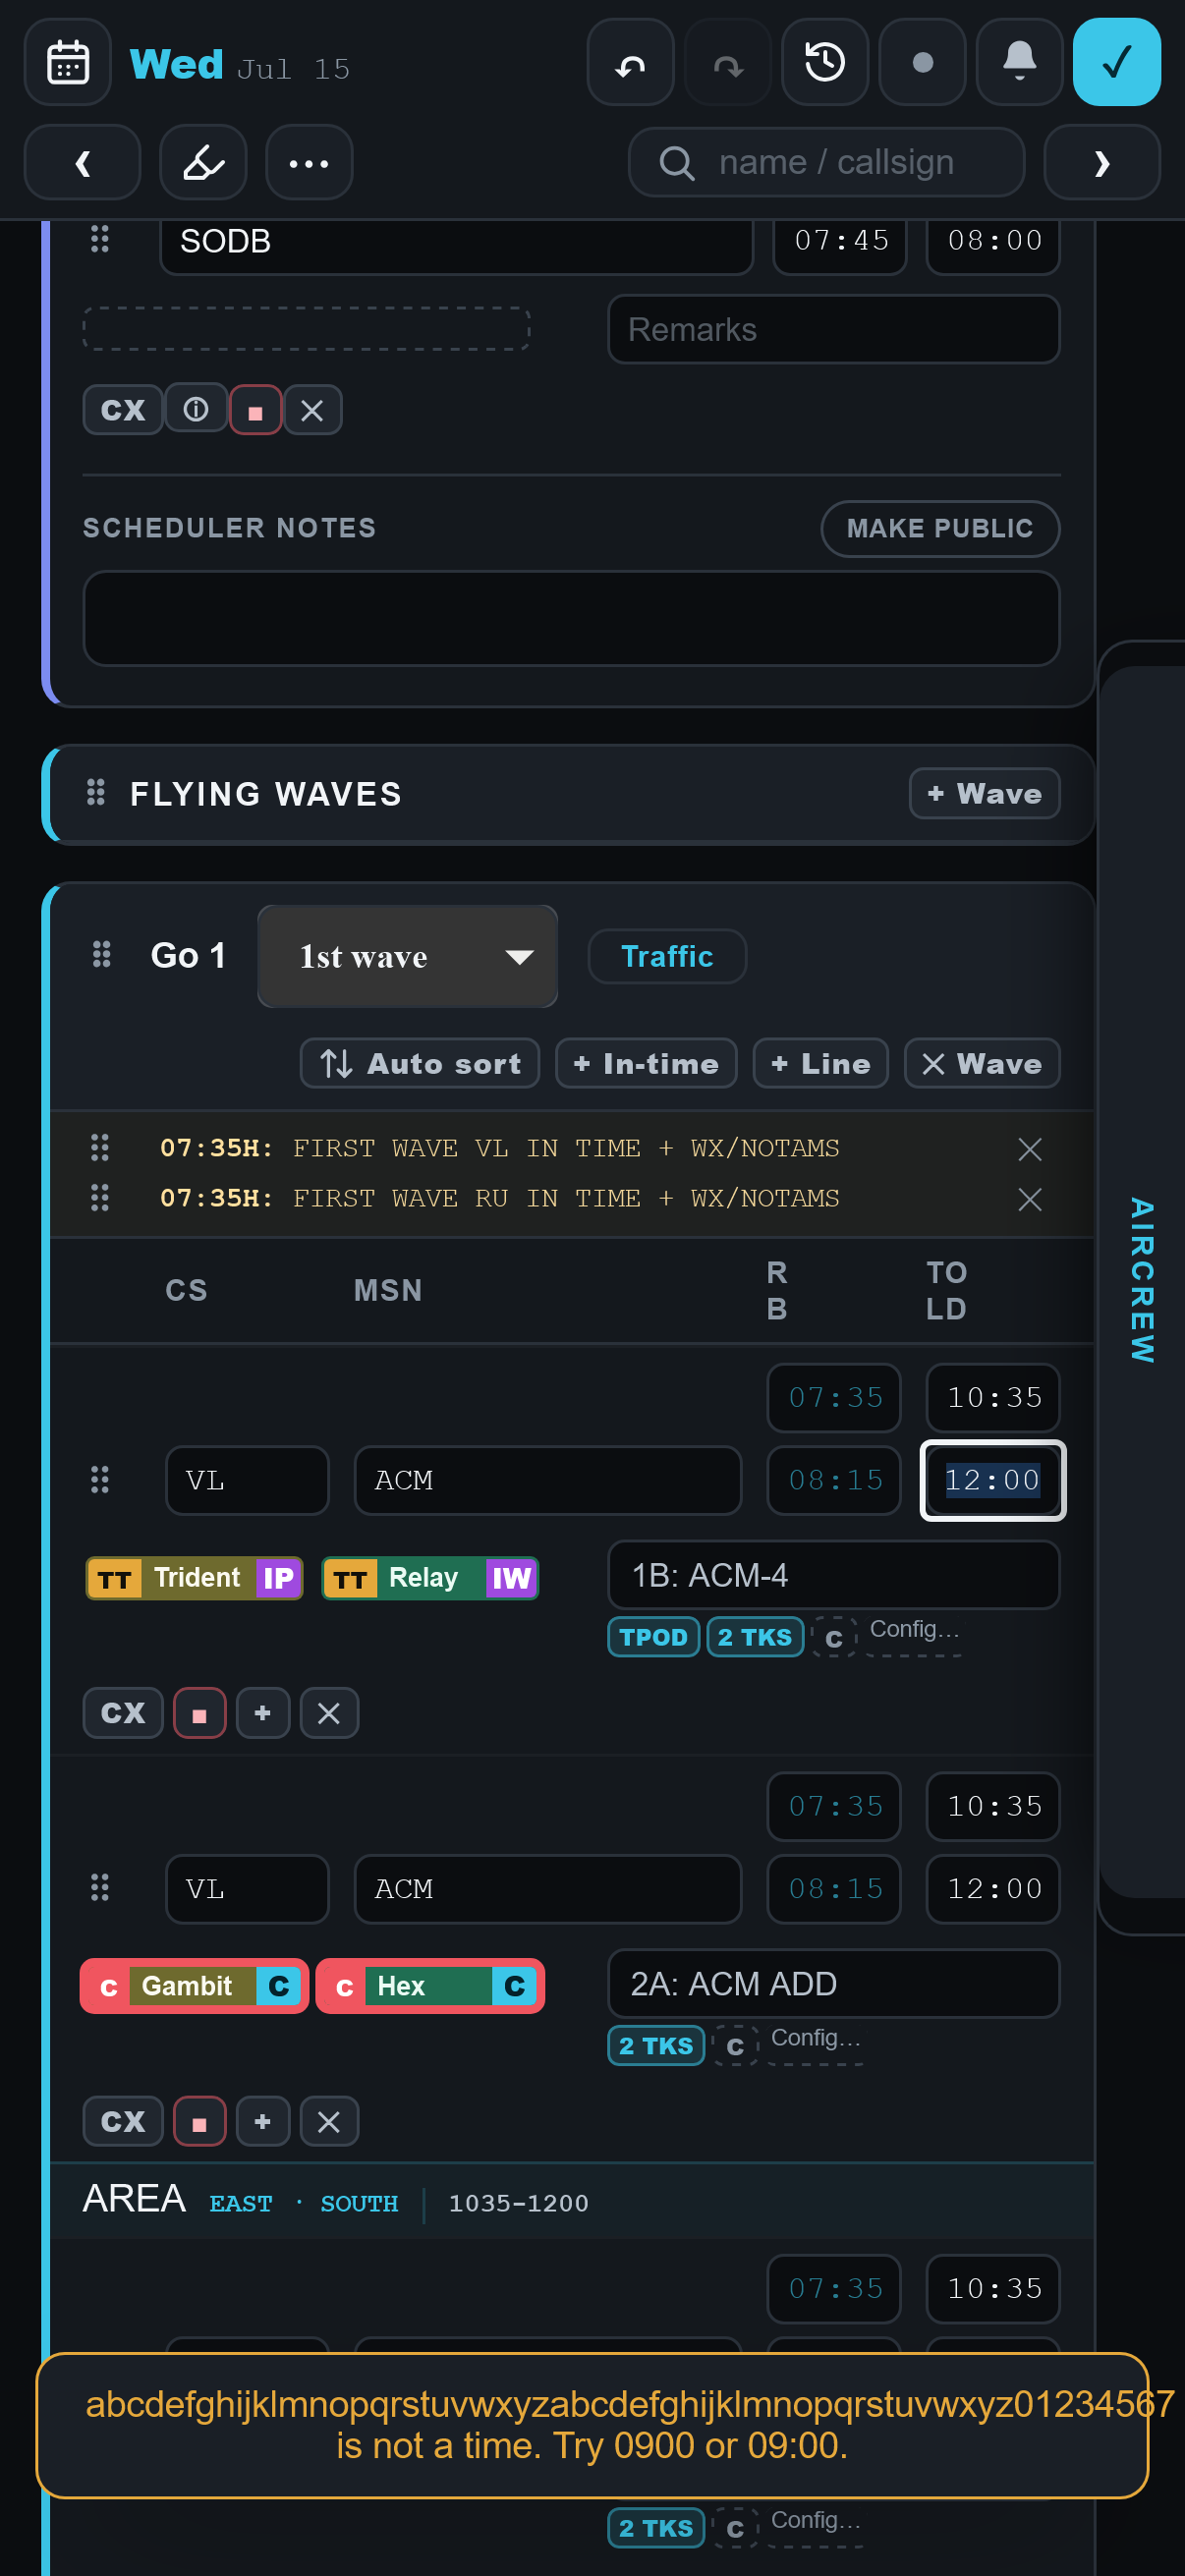 Wed Jul 15
name / callsign
SODB 07:45 08:00
Remarks
CX
SCHEDULER NOTES MAKE PUBLIC
FLYING WAVES + Wave
Go 1 1st wave Traffic
Auto sort + In-time + Line × Wave
07:35H: FIRST WAVE VL IN TIME + WX/NOTAMS
07:35H: FIRST WAVE RU IN TIME + WX/NOTAMS
CS MSN R B TO LD
07:35 10:35
VL ACM 08:15 12:00
TT Trident IP TT Relay IW 1B: ACM-4
TPOD 2 TKS C Config…
CX + ×
07:35 10:35
VL ACM 08:15 12:00
C Gambit C C Hex C 2A: ACM ADD
2 TKS C Config…
CX + ×
AREA EAST · SOUTH 1035–1200
07:35 10:35
abcdefghijklmnopqrstuvwxyzabcdefghijklmnopqrstuvwxyz01234567
is not a time. Try 0900 or 09:00.
2 TKS C Config…
AIRCREW